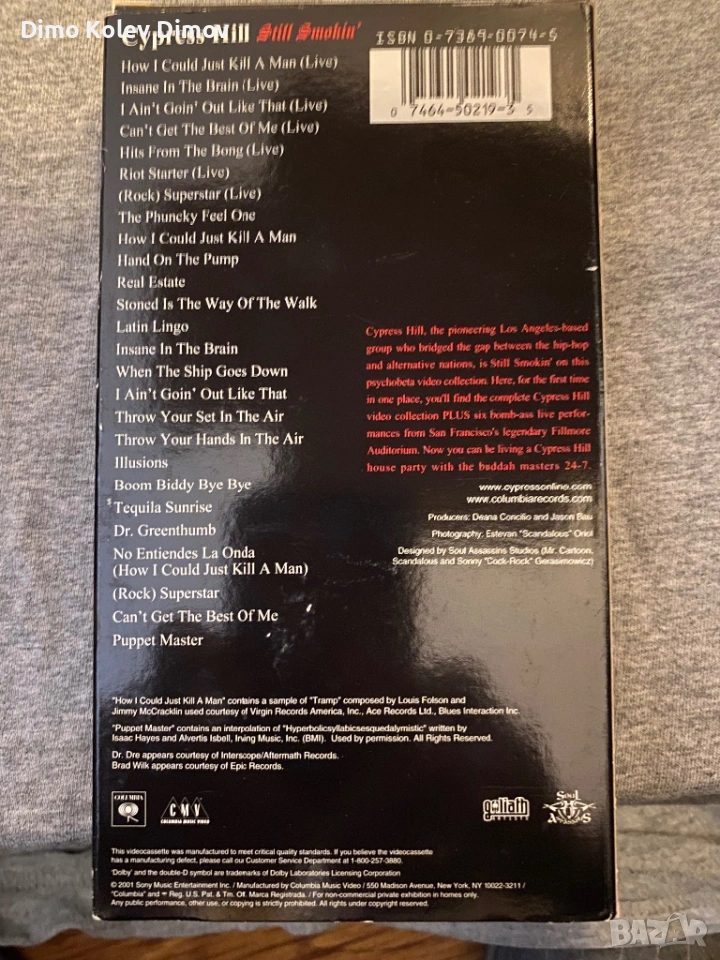 Dimo Kolev Dimov
Cypress Hill Still Smokin'
ISBN 0-7389-0074-5
0 7464-50219-3 5
How I Could Just Kill A Man (Live)
Insane In The Brain (Live)
I Ain't Goin' Out Like That (Live)
Can't Get The Best Of Me (Live)
Hits From The Bong (Live)
Riot Starter (Live)
(Rock) Superstar (Live)
The Phuncky Feel One
How I Could Just Kill A Man
Hand On The Pump
Real Estate
Stoned Is The Way Of The Walk
Latin Lingo
Insane In The Brain
When The Ship Goes Down
I Ain't Goin' Out Like That
Throw Your Set In The Air
Throw Your Hands In The Air
Illusions
Boom Biddy Bye Bye
Tequila Sunrise
Dr. Greenthumb
No Entiendes La Onda
(How I Could Just Kill A Man)
(Rock) Superstar
Can't Get The Best Of Me
Puppet Master
Cypress Hill, the pioneering Los Angeles-based
group who bridged the gap between the hip-hop
and alternative nations, is Still Smokin' on this
psychobeta video collection. Here, for the first time
in one place, you'll find the complete Cypress Hill
video collection PLUS six bomb-ass live perfor-
mances from San Francisco's legendary Fillmore
Auditorium. Now you can be living a Cypress Hill
house party with the buddah masters 24-7.
www.cypressonline.com
www.columbiarecords.com
Producers: Deana Concilio and Jason Bau
Photography: Estevan "Scandalous" Oriol
Designed by Soul Assassins Studios (Mr. Cartoon,
Scandalous and Sonny "Cock-Rock" Gerasimowicz)
"How I Could Just Kill A Man" contains a sample of "Tramp" composed by Louis Folson and
Jimmy McCracklin used courtesy of Virgin Records America, Inc., Ace Records Ltd., Blues Interaction Inc.
"Puppet Master" contains an interpolation of "Hyperbolicsyllabicsesquedalymistic" written by
Isaac Hayes and Alvertis Isbell, Irving Music, Inc. (BMI). Used by permission. All Rights Reserved.
Dr. Dre appears courtesy of Interscope/Aftermath Records.
Brad Wilk appears courtesy of Epic Records.
COLUMBIA
CMV
COLUMBIA MUSIC VIDEO
goliath
ARTISTS
Soul
Assassins
This videocassette was manufactured to meet critical quality standards. If you believe the videocassette
has a manufacturing defect, please call our Customer Service Department at 1-800-257-3880.
'Dolby' and the double-D symbol are trademarks of Dolby Laboratories Licensing Corporation
© 2001 Sony Music Entertainment Inc. / Manufactured by Columbia Music Video / 550 Madison Avenue, New York, NY 10022-3211 /
"Columbia" and Reg. U.S. Pat. & Tm. Of. Marca Registrada. / For non-commercial private exhibition in homes only.
Any public performance, other use, or copying is strictly prohibited. All rights under copyright reserved.
BAZAR